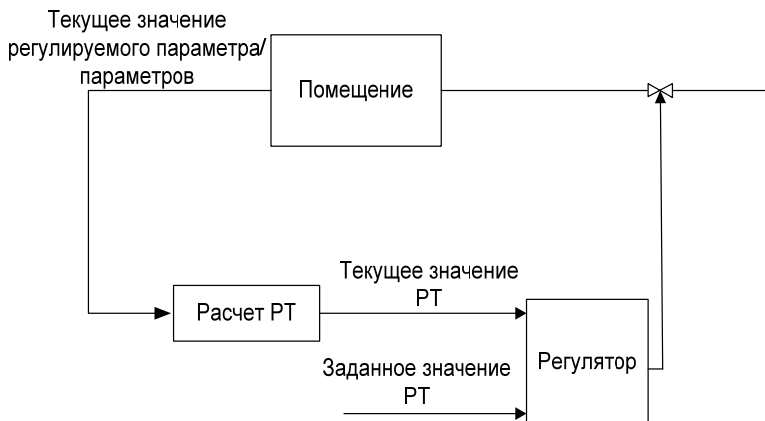 Текущее значение
регулируемого параметра/
параметров
Помещение
Расчет РТ
Текущее значение
РТ
Заданное значение
РТ
Регулятор